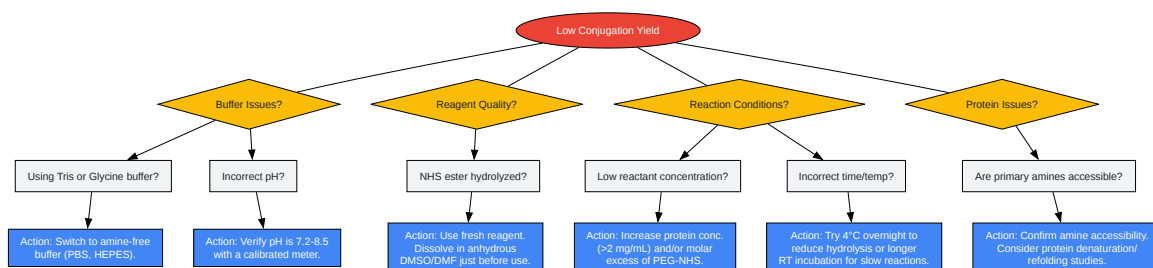 Low Conjugation Yield
Buffer Issues?
Reagent Quality?
Reaction Conditions?
Protein Issues?
Using Tris or Glycine buffer?
Incorrect pH?
NHS ester hydrolyzed?
Low reactant concentration?
Incorrect time/temp?
Are primary amines accessible?
Action: Switch to amine-free
buffer (PBS, HEPES).
Action: Verify pH is 7.2-8.5
with a calibrated meter.
Action: Use fresh reagent.
Dissolve in anhydrous
DMSO/DMF just before use.
Action: Increase protein conc.
(>2 mg/mL) and/or molar
excess of PEG-NHS.
Action: Try 4°C overnight to
reduce hydrolysis or longer
RT incubation for slow reactions.
Action: Confirm amine accessibility.
Consider protein denaturation/
refolding studies.